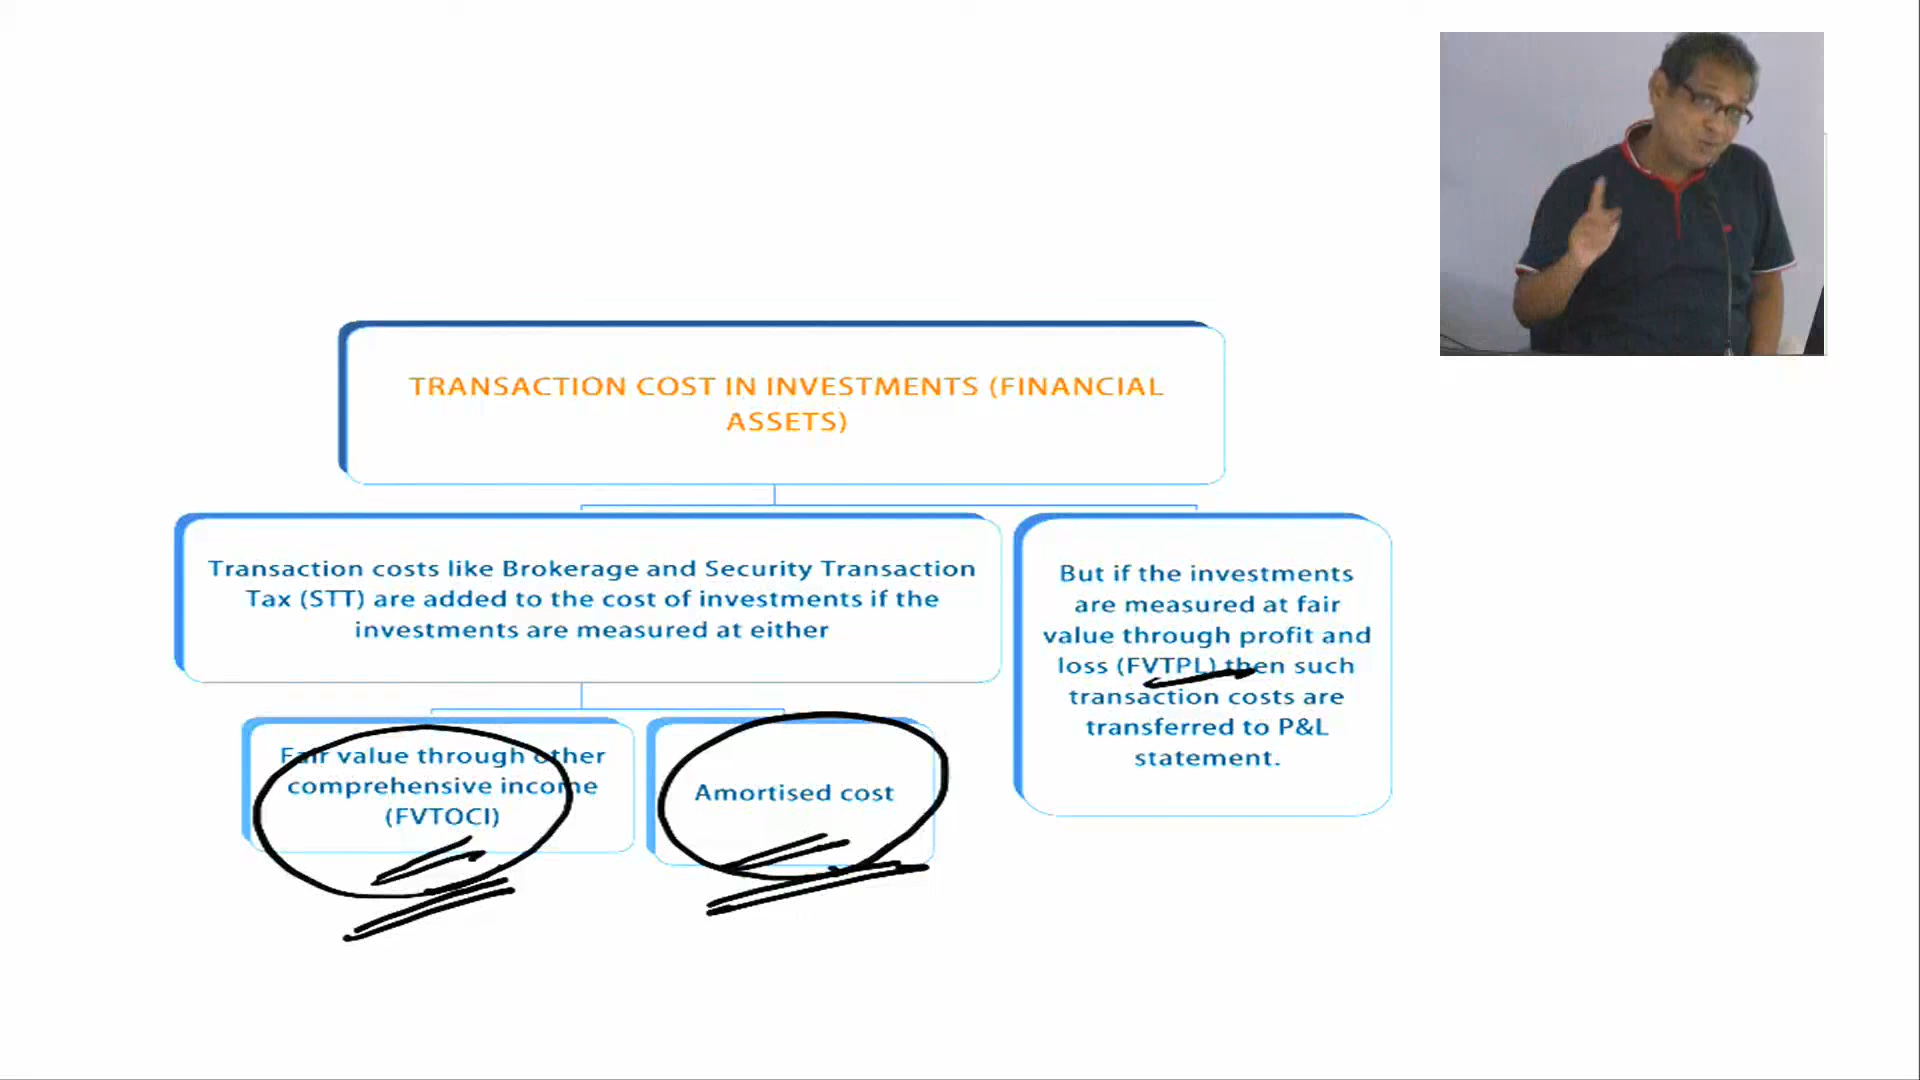 TRANSACTION COST IN INVESTMENTS (FINANCIAL
ASSETS)
Transaction costs like Brokerage and Security Transaction
Tax (STT) are added to the cost of investments if the
investments are measured at either
Fair value through other
comprehensive income
(FVTOCI)
Amortised cost
But if the investments
are measured at fair
value through profit and
loss (FVTPL) then such
transaction costs are
transferred to P&L
statement.